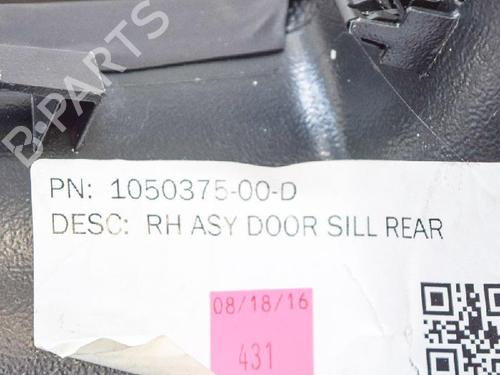 B-PARTS
PN: 1050375-00-D
DESC: RH ASY DOOR SILL REAR
08/18/16
431